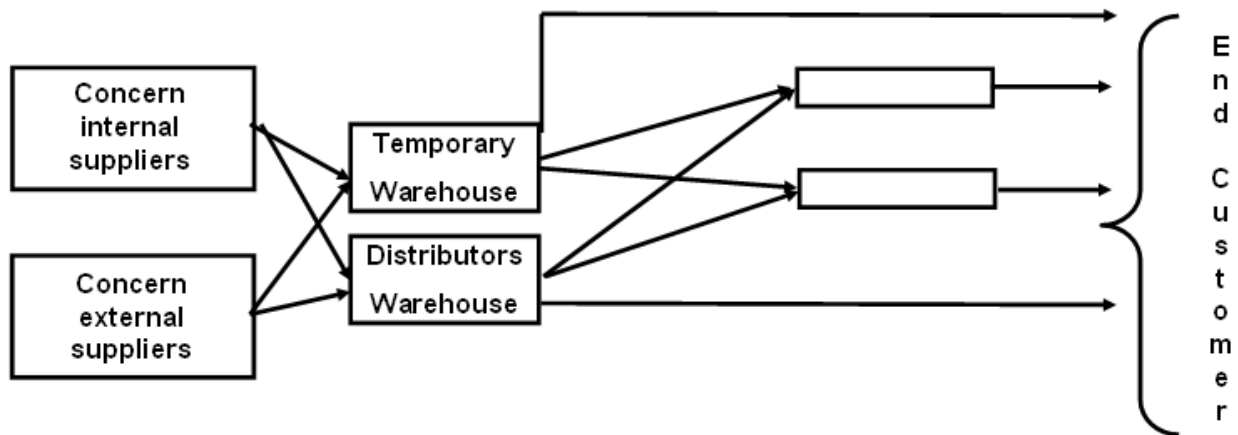 Concern
internal
suppliers
Temporary
Warehouse
Concern
external
suppliers
Distributors
Warehouse
E
n
d
C
u
s
t
o
m
e
r